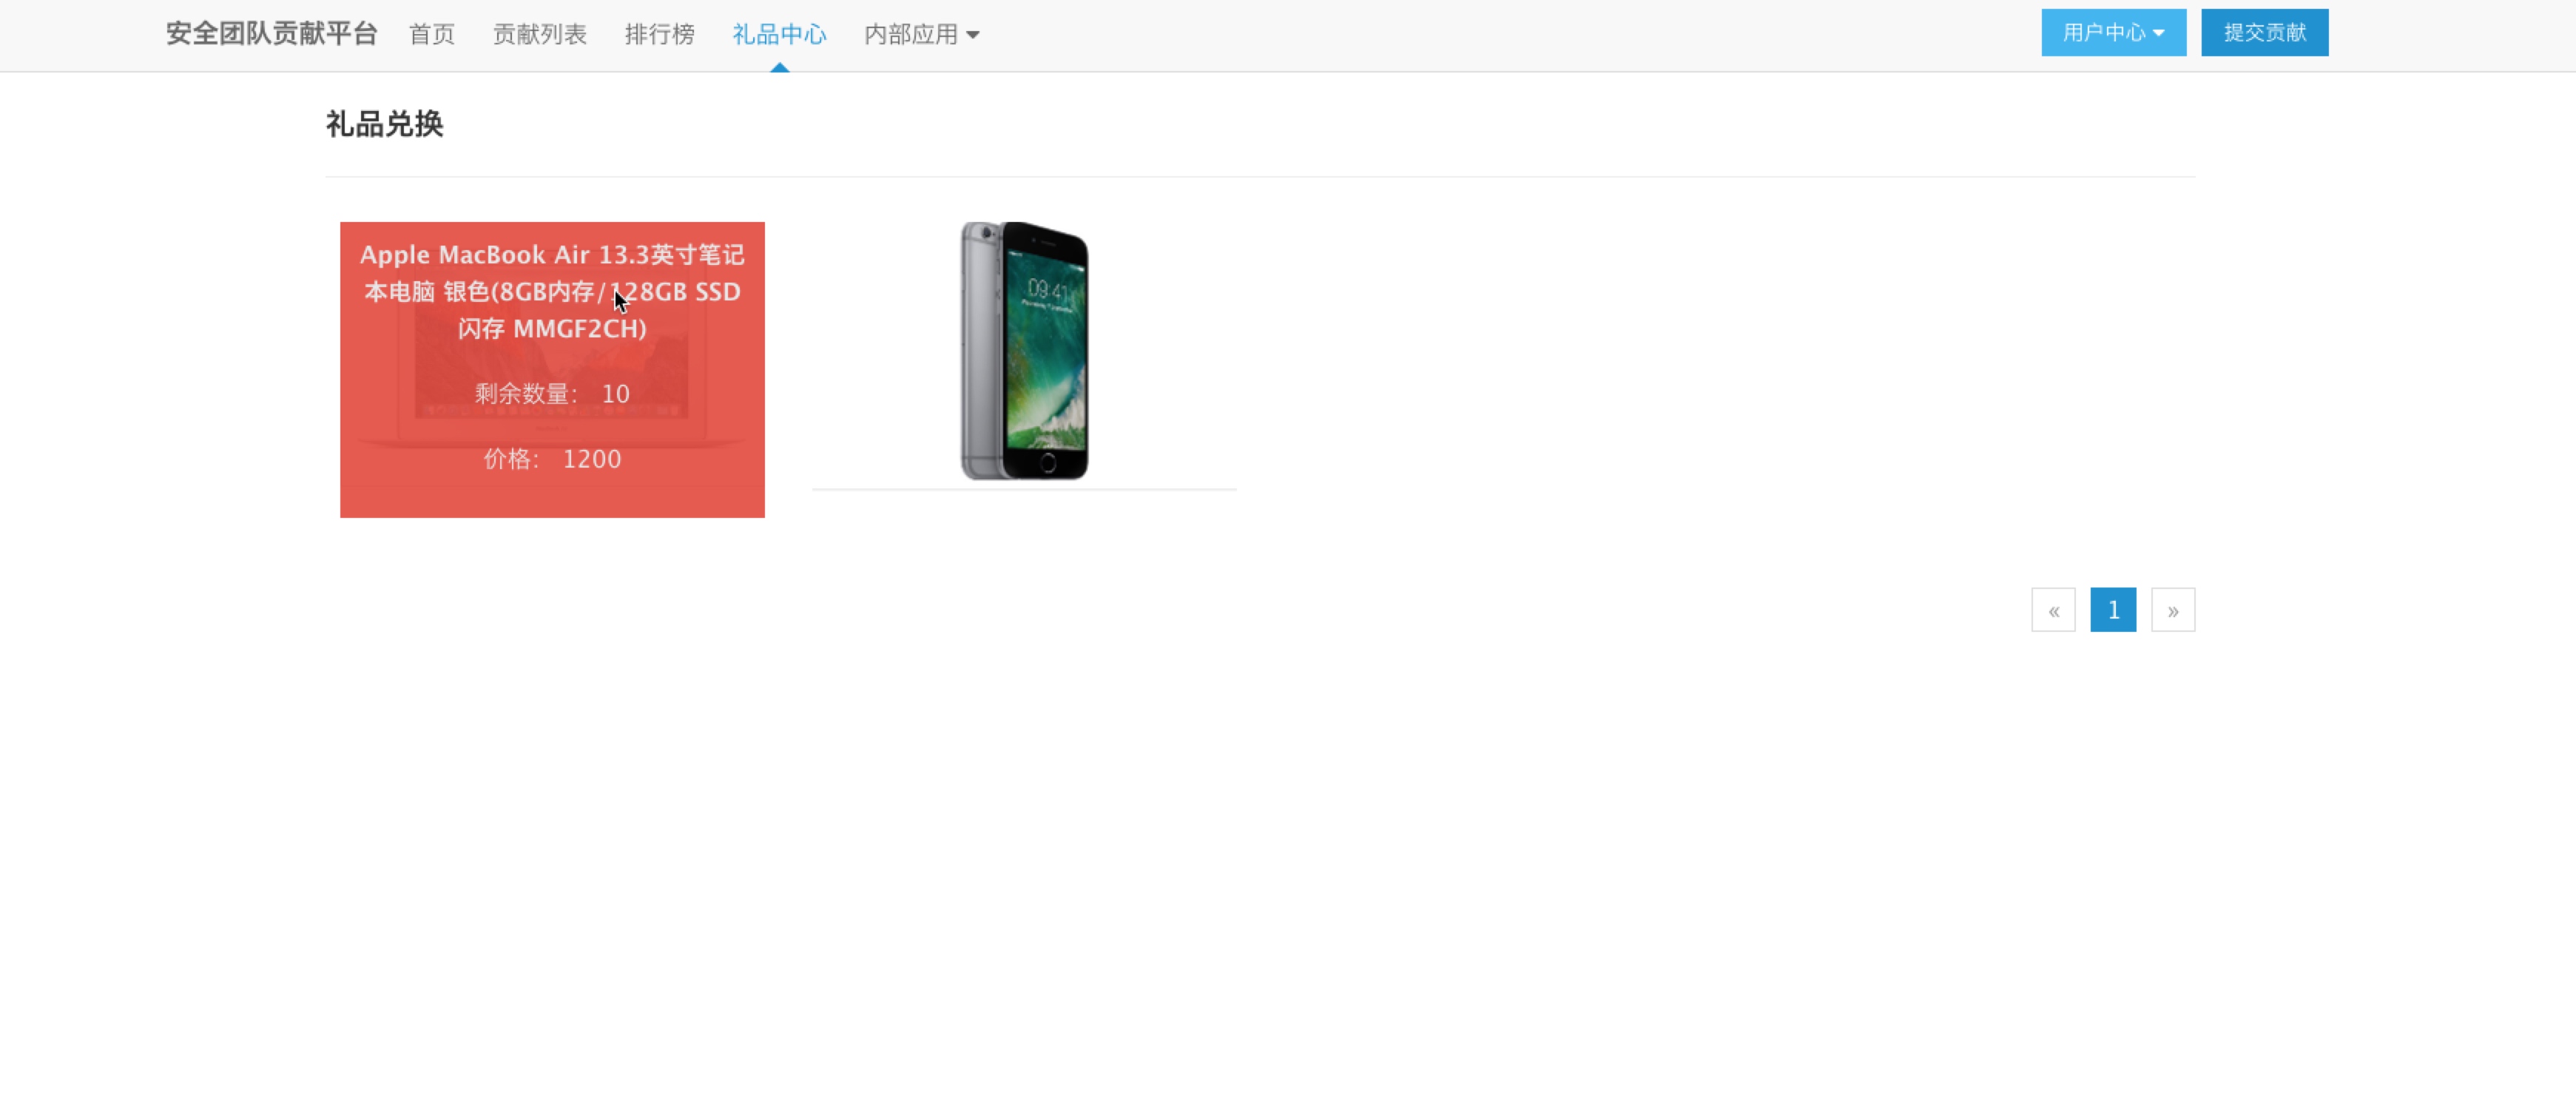 安全团队贡献平台 首页 贡献列表 排行榜 礼品中心 内部应用 用户中心 提交贡献
礼品兑换
Apple MacBook Air 13.3英寸笔记
本电脑 银色(8GB内存/128GB SSD
闪存 MMGF2CH)
剩余数量： 10
价格： 1200
09:41
« 1 »